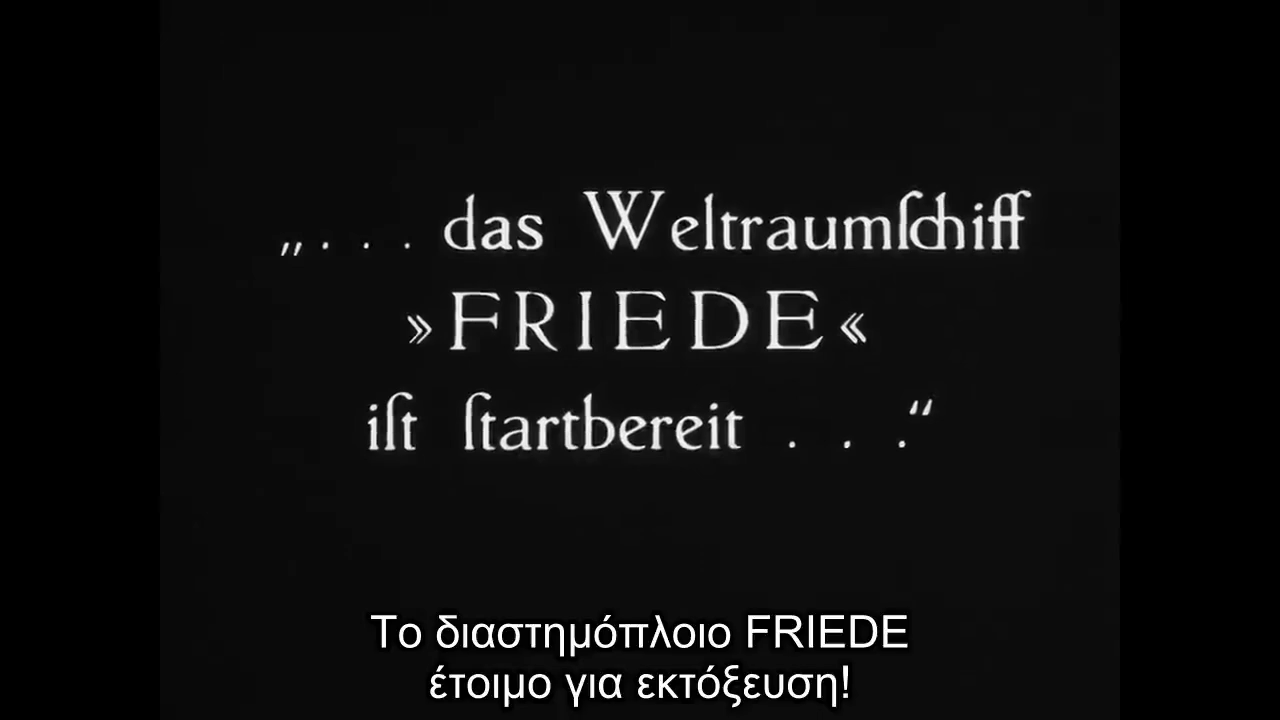 „. . . das Weltraumſchiff
»FRIEDE«
iſt ſtartbereit . . .“
Το διαστημόπλοιο FRIEDE
έτοιμο για εκτόξευση!